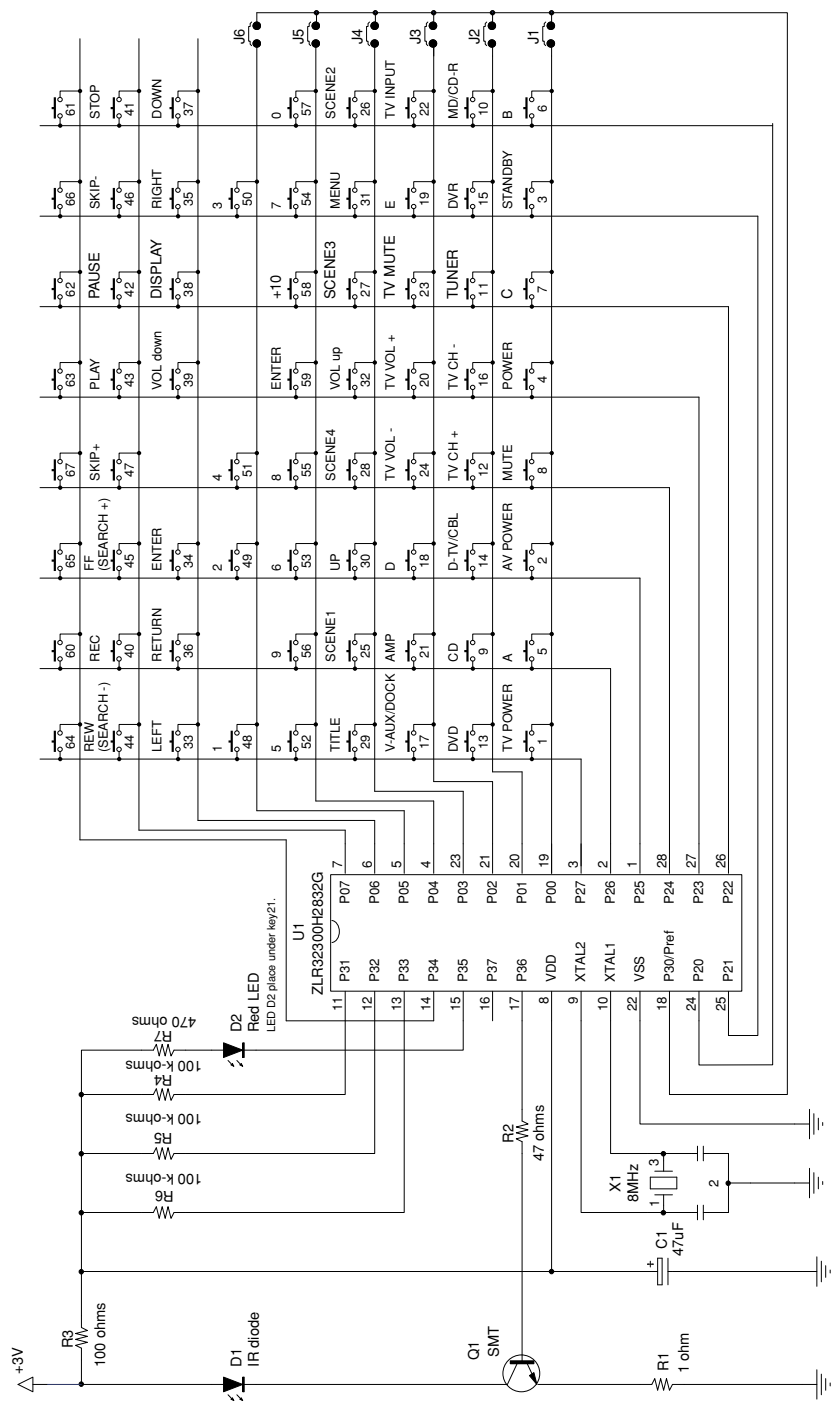 +3V
R3
100 ohms
D1
IR diode
Q1
SMT
R1
1 ohm
C1
47uF
+
R6
100 k-ohms
R5
100 k-ohms
R4
100 k-ohms
R7
470 ohms
D2
Red LED
LED D2 place under key21.
R2
47 ohms
X1
8MHz
1
3
2
U1
ZLR32300H2832G
11 P31 P07 7
12 P32 P06 6
13 P33 P05 5
14 P34 P04 4
15 P35 P03 23
16 P37 P02 21
17 P36 P01 20
8 VDD P00 19
9 XTAL2 P27 3
10 XTAL1 P26 2
22 VSS P25 1
18 P30/Pref P24 28
24 P20 P23 27
25 P21 P22 26
64 60 65 67 63 62 66 61
REW (SEARCH -) REC FF (SEARCH +) SKIP+ PLAY PAUSE SKIP- STOP
44 40 45 47 43 42 46 41
LEFT RETURN ENTER VOL down DISPLAY RIGHT DOWN
33 36 34 39 38 35 37
1 2 4 3
48 49 51 50
J6
5 9 6 8 ENTER +10 7 0
52 56 53 55 59 58 54 57
J5
TITLE SCENE1 UP SCENE4 VOL up SCENE3 MENU SCENE2
29 25 30 28 32 27 31 26
J4
V-AUX/DOCK AMP D TV VOL - TV VOL + TV MUTE E TV INPUT
17 21 18 24 20 23 19 22
J3
DVD CD D-TV/CBL TV CH + TV CH - TUNER DVR MD/CD-R
13 9 14 12 16 11 15 10
J2
TV POWER A AV POWER MUTE POWER C STANDBY B
1 5 2 8 4 7 3 6
J1